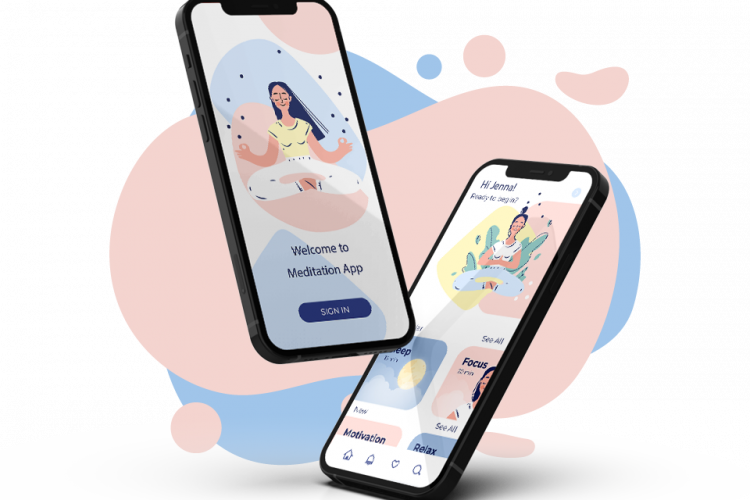 Welcome to
Meditation App
SIGN IN
Hi Jenna!
Ready to begin?
See All
Focus
New
See All
Motivation
Relax